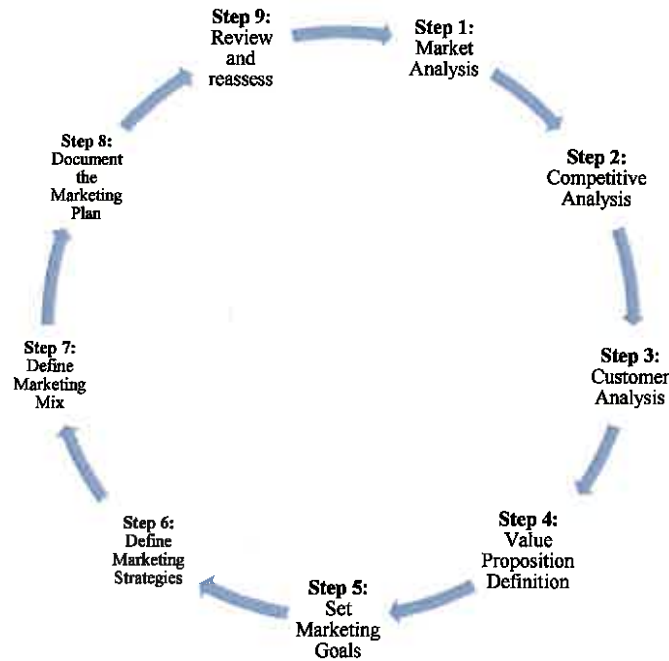 Step 1:
Market
Analysis
Step 2:
Competitive
Analysis
Step 3:
Customer
Analysis
Step 4:
Value
Proposition
Definition
Step 5:
Set
Marketing
Goals
Step 6:
Define
Marketing
Strategies
Step 7:
Define
Marketing
Mix
Step 8:
Document
the
Marketing
Plan
Step 9:
Review
and
reassess